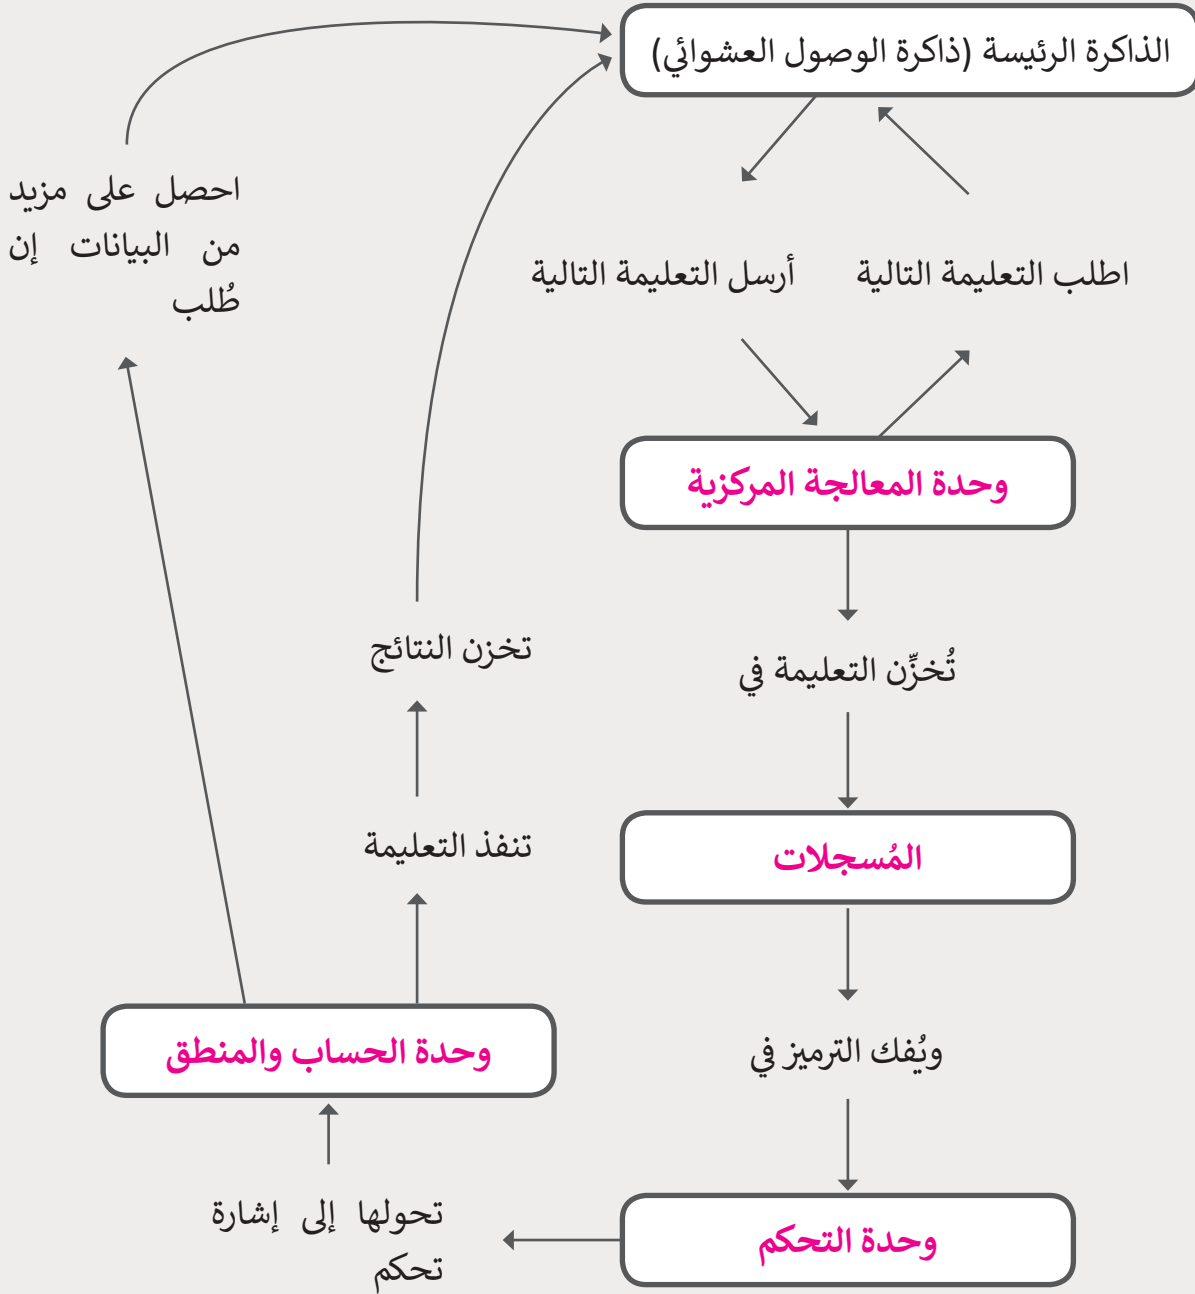 الذاكرة الرئيسة (ذاكرة الوصول العشوائي)
اطلب التعليمة التالية
أرسل التعليمة التالية
وحدة المعالجة المركزية
تُخزِّن التعليمة في
المُسجلات
ويُفك الترميز في
وحدة التحكم
تحولها إلى إشارة
تحكم
وحدة الحساب والمنطق
تنفذ التعليمة
تخزن النتائج
احصل على مزيد
من البيانات إن
طُلب